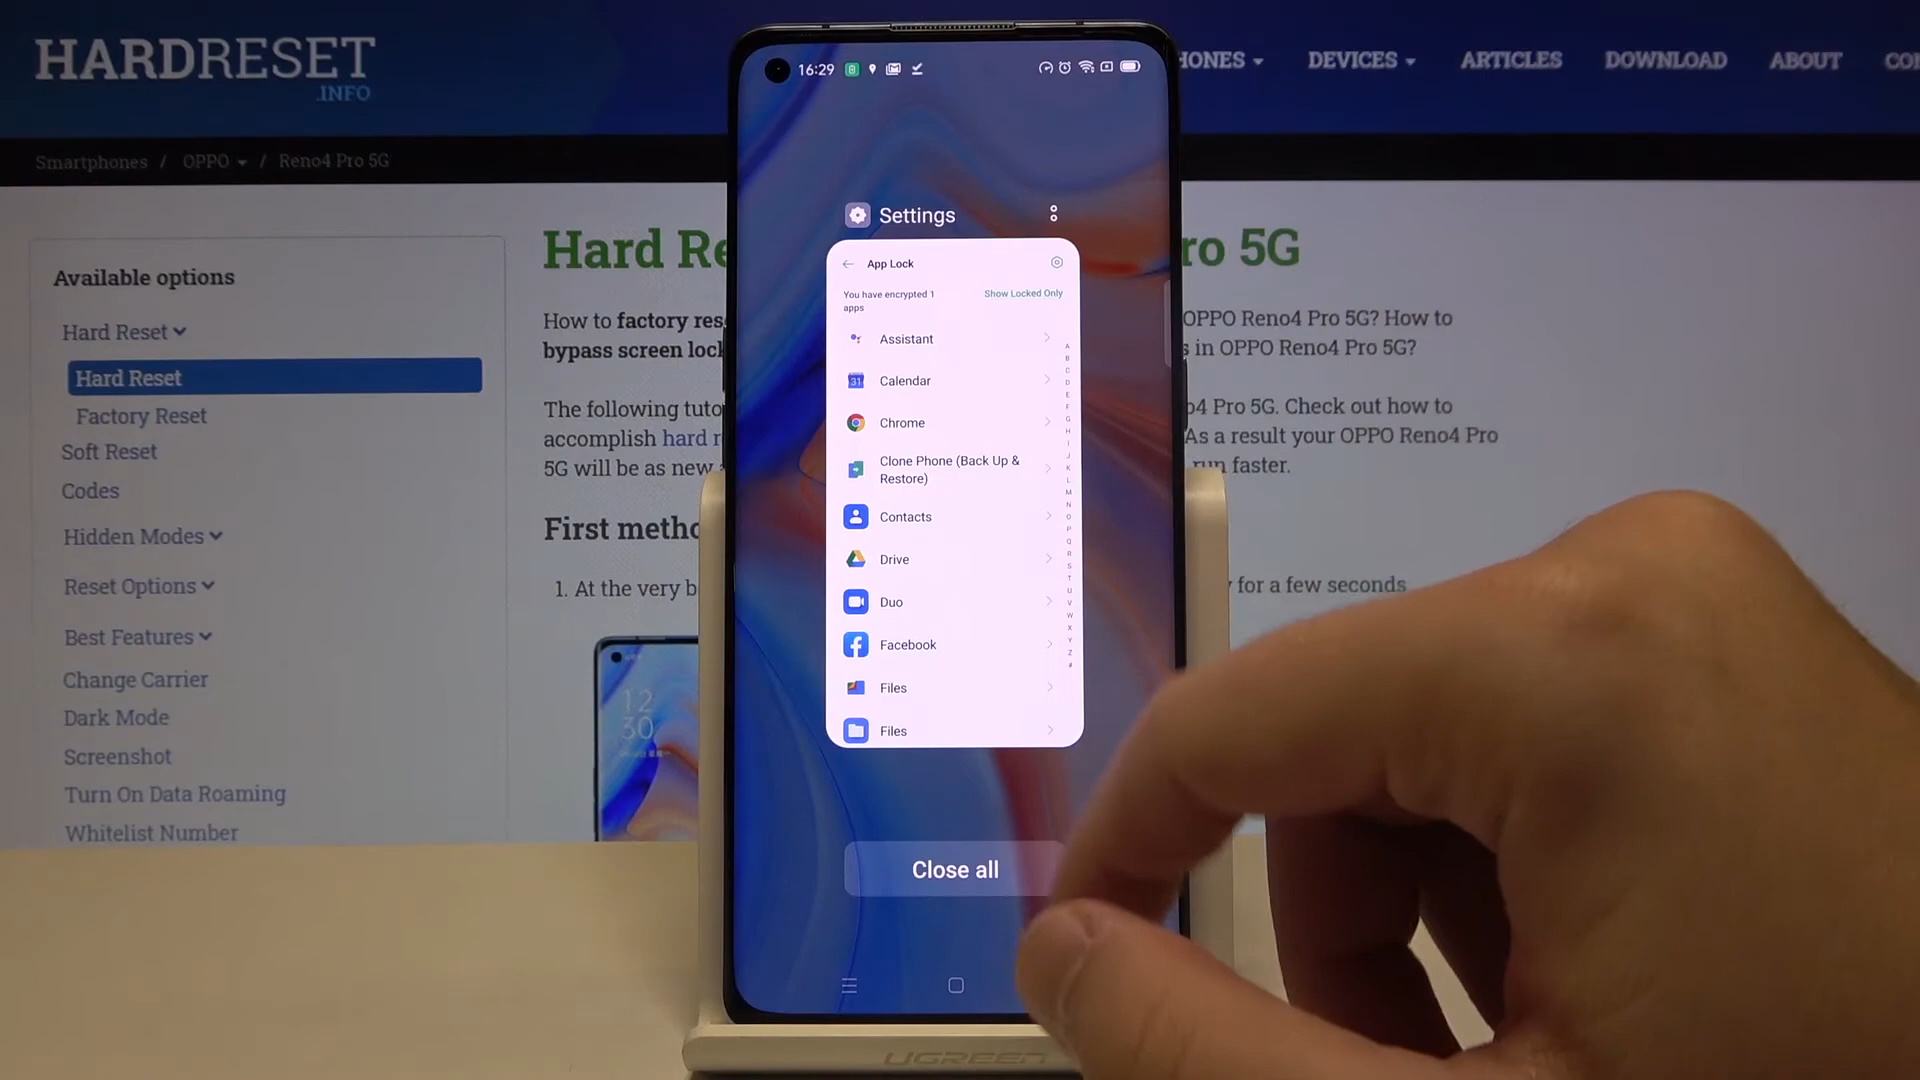 HARDRESET
.INFO
HONES
DEVICES
ARTICLES
DOWNLOAD
ABOUT
Smartphones / OPPO / Reno4 Pro 5G
Available options
Hard Reset
Hard Reset
Factory Reset
Soft Reset
Codes
Hidden Modes
Reset Options
Best Features
Change Carrier
Dark Mode
Screenshot
Turn On Data Roaming
Whitelist Number
Hard Re
ro 5G
How to factory res
bypass screen lock
OPPO Reno4 Pro 5G? How to
s in OPPO Reno4 Pro 5G?
The following tuto
accomplish hard r
5G will be as new
o4 Pro 5G. Check out how to
As a result your OPPO Reno4 Pro
run faster.
First metho
1. At the very b
for a few seconds
12
30
16:29
Settings
App Lock
You have encrypted 1
apps
Show Locked Only
Assistant
Calendar
31
Chrome
Clone Phone (Back Up &
Restore)
Contacts
Drive
Duo
Facebook
Files
Files
A
B
C
D
E
F
G
H
I
J
K
L
M
N
O
P
Q
R
S
T
U
V
W
X
Y
Z
#
Close all
UGREEN